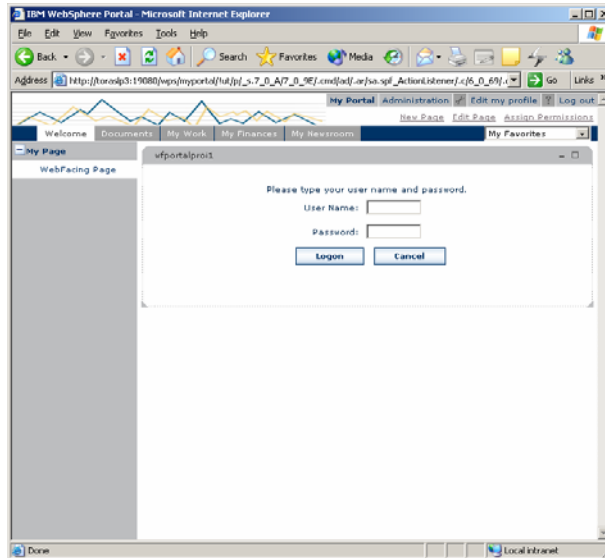 IBM WebSphere Portal - Microsoft Internet Explorer
File Edit View Favorites Tools Help
Back Search Favorites Media
Address http://toraslp3:19080/wps/myportal/!ut/p/_s.7_0_A/7_0_9E/.cmd/ad/.ar/sa.spf_ActionListener/.c/6_0_69/. Go Links
My Portal Administration Edit my profile ? Log out
New Page Edit Page Assign Permissions
Welcome Documents My Work My Finances My Newsroom My Favorites
My Page
WebFacing Page
wfportalproj1
Please type your user name and password.
User Name:
Password:
Logon Cancel
Done Local intranet